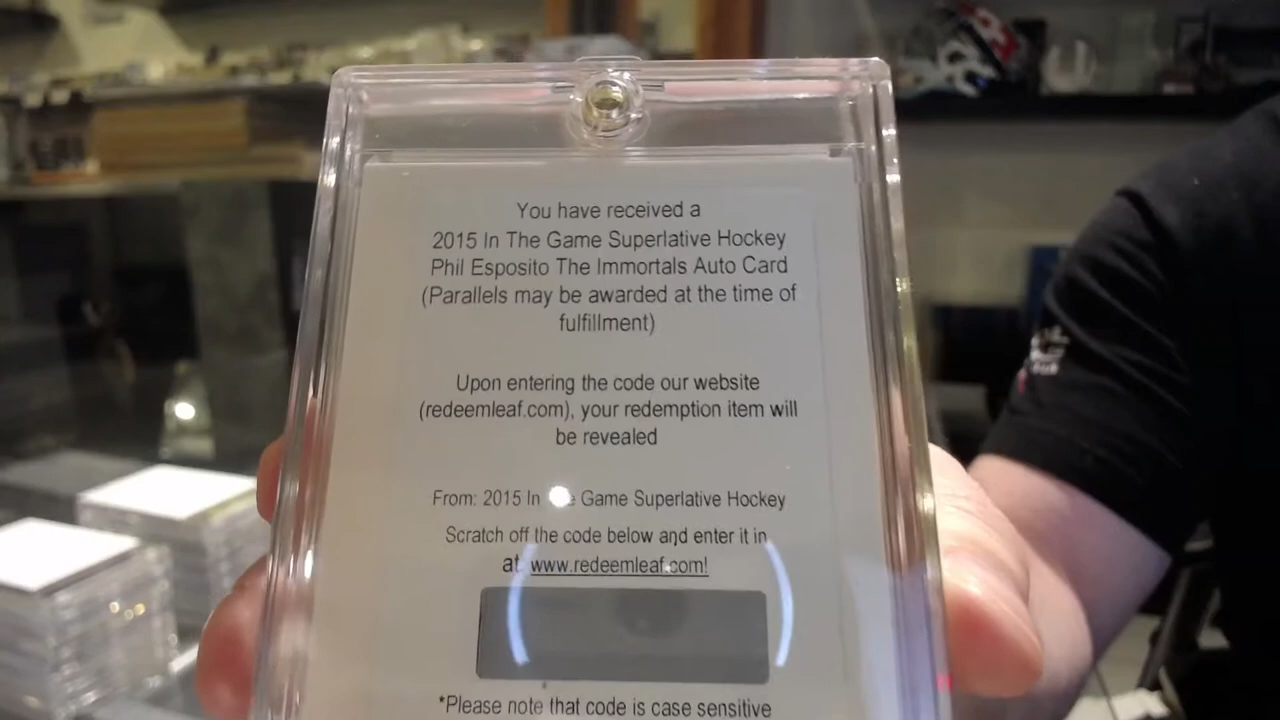 You have received a
2015 In The Game Superlative Hockey
Phil Esposito The Immortals Auto Card
(Parallels may be awarded at the time of
fulfillment)
Upon entering the code our website
(redeemleaf.com), your redemption item will
be revealed
From: 2015 In Game Superlative Hockey
Scratch off the code below and enter it in
at www.redeemleaf.com!
*Please note that code is case sensitive